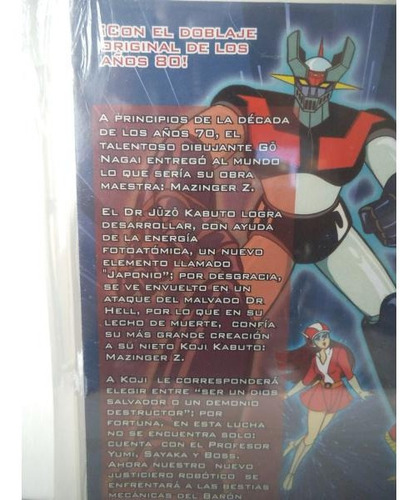 ¡CON EL DOBLAJE
ORIGINAL DE LOS
AÑOS 80!
A PRINCIPIOS DE LA DÉCADA
DE LOS AÑOS 70, EL
TALENTOSO DIBUJANTE GÔ
NAGAI ENTREGÓ AL MUNDO
LO QUE SERÍA SU OBRA
MAESTRA: MAZINGER Z.
EL DR JŪZŌ KABUTO LOGRA
DESARROLLAR, CON AYUDA
DE LA ENERGÍA
FOTOATÓMICA, UN NUEVO
ELEMENTO LLAMADO
"JAPONIO"; POR DESGRACIA,
SE VE ENVUELTO EN UN
ATAQUE DEL MALVADO DR
HELL, POR LO QUE EN SU
LECHO DE MUERTE, CONFÍA
SU MÁS GRANDE CREACIÓN
A SU NIETO KOJI KABUTO:
MAZINGER Z.
A KOJI LE CORRESPONDERÁ
ELEGIR ENTRE "SER UN DIOS
SALVADOR O UN DEMONIO
DESTRUCTOR"; POR
FORTUNA, EN ESTA LUCHA
NO SE ENCUENTRA SOLO:
CUENTA CON EL PROFESOR
YUMI, SAYAKA Y BOSS.
AHORA NUESTRO NUEVO
JUSTICIERO ROBÓTICO SE
ENFRENTARÁ A LAS BESTIAS
MECÁNICAS DEL BARÓN